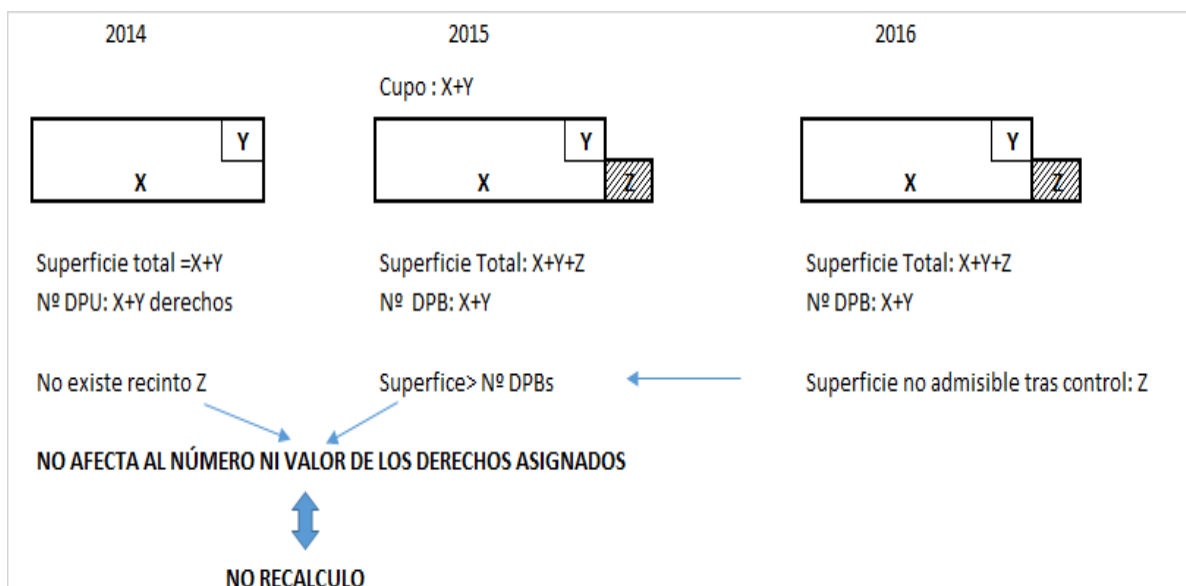 2014 2015 2016
Cupo : X+Y
Y Y Y
X X Z X Z
Superficie total =X+Y Superficie Total: X+Y+Z Superficie Total: X+Y+Z
Nº DPU: X+Y derechos Nº DPB: X+Y Nº DPB: X+Y
No existe recinto Z Superfice> Nº DPBs Superficie no admisible tras control: Z
NO AFECTA AL NÚMERO NI VALOR DE LOS DERECHOS ASIGNADOS
NO RECALCULO